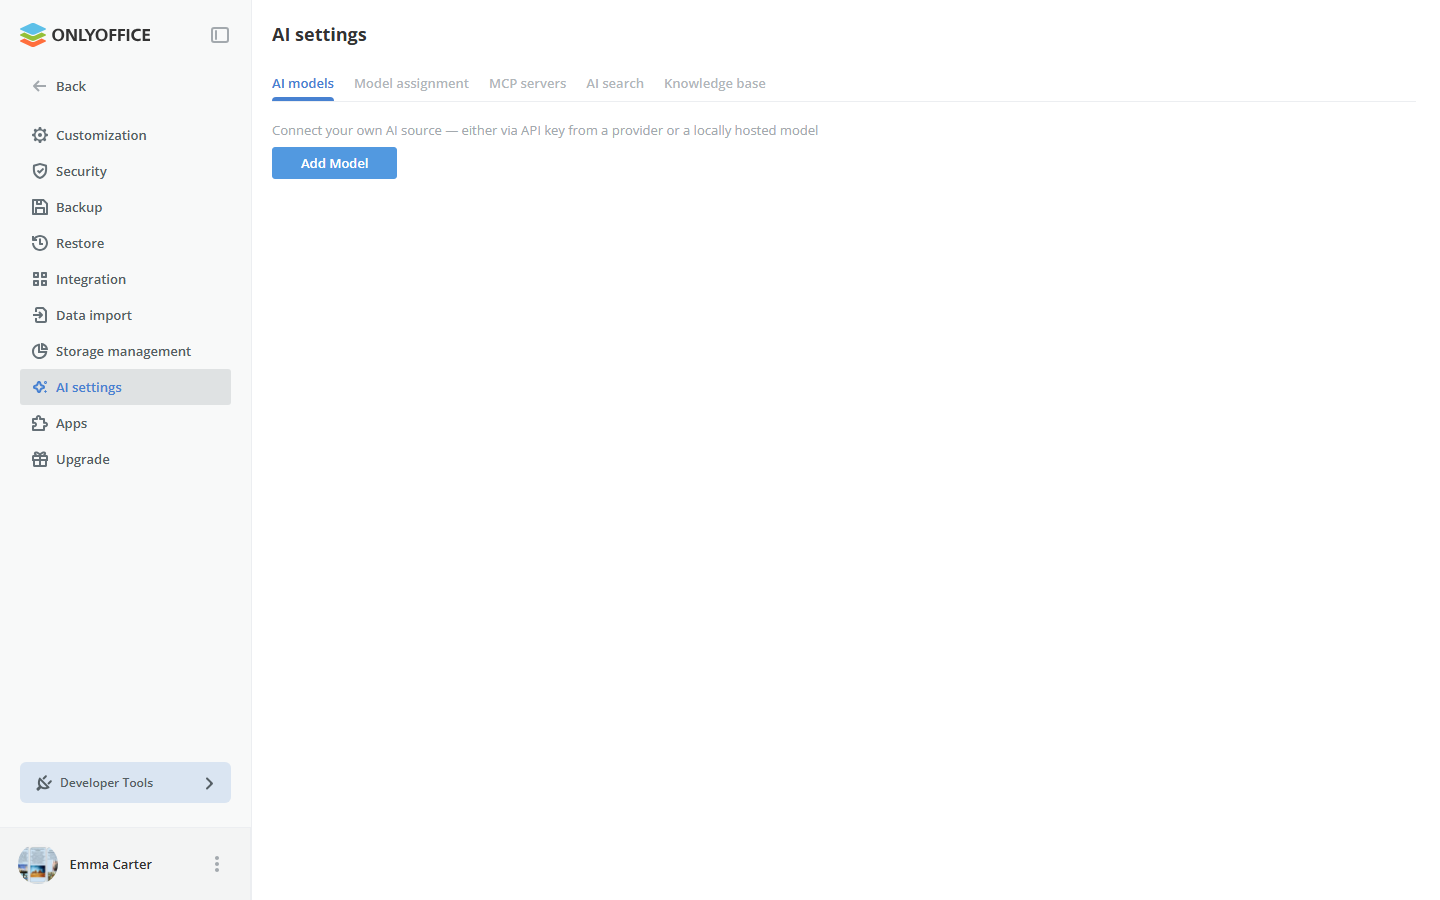 ONLYOFFICE
Back
Customization
Security
Backup
Restore
Integration
Data import
Storage management
AI settings
Apps
Upgrade
Developer Tools
Emma Carter
AI settings
AI models
Model assignment
MCP servers
AI search
Knowledge base
Connect your own AI source — either via API key from a provider or a locally hosted model
Add Model